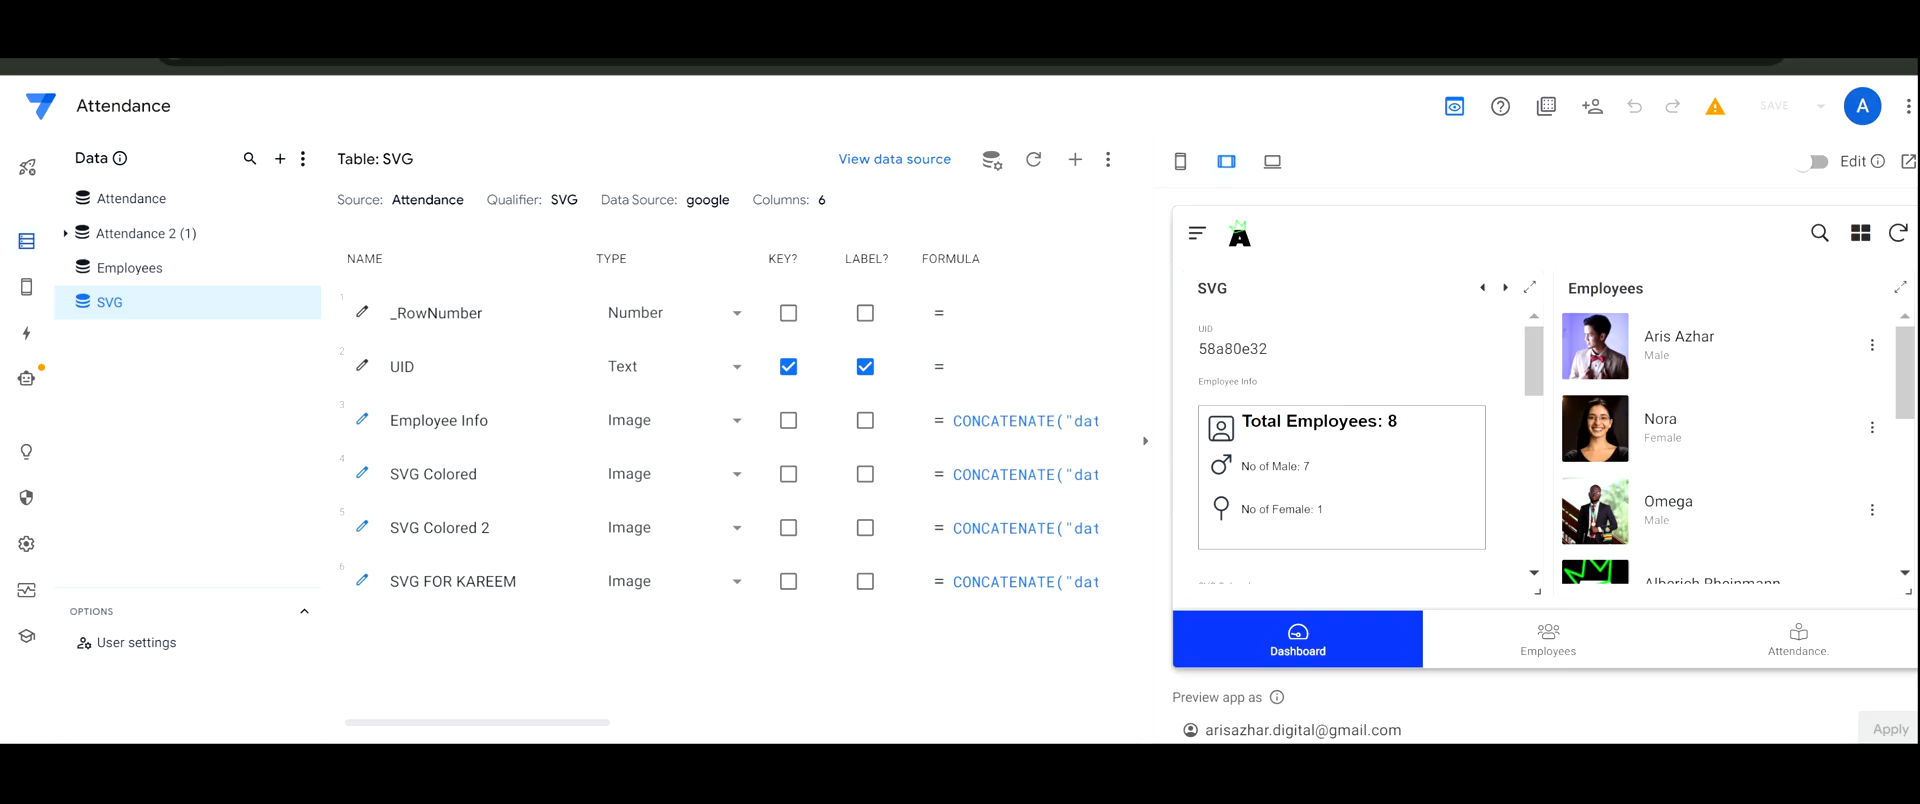 Attendance
SAVE
A
Data
Attendance
Attendance 2 (1)
Employees
SVG
OPTIONS
User settings
Table: SVG
View data source
Source: Attendance Qualifier: SVG Data Source: google Columns: 6
NAME TYPE KEY? LABEL? FORMULA
1 _RowNumber Number =
2 UID Text =
3 Employee Info Image = CONCATENATE("dat
4 SVG Colored Image = CONCATENATE("dat
5 SVG Colored 2 Image = CONCATENATE("dat
6 SVG FOR KAREEM Image = CONCATENATE("dat
Edit
A
SVG
UID
58a80e32
Employee Info
Total Employees: 8
No of Male: 7
No of Female: 1
Employees
Aris Azhar
Male
Nora
Female
Omega
Male
Dashboard
Employees
Attendance.
Preview app as
arisazhar.digital@gmail.com
Apply